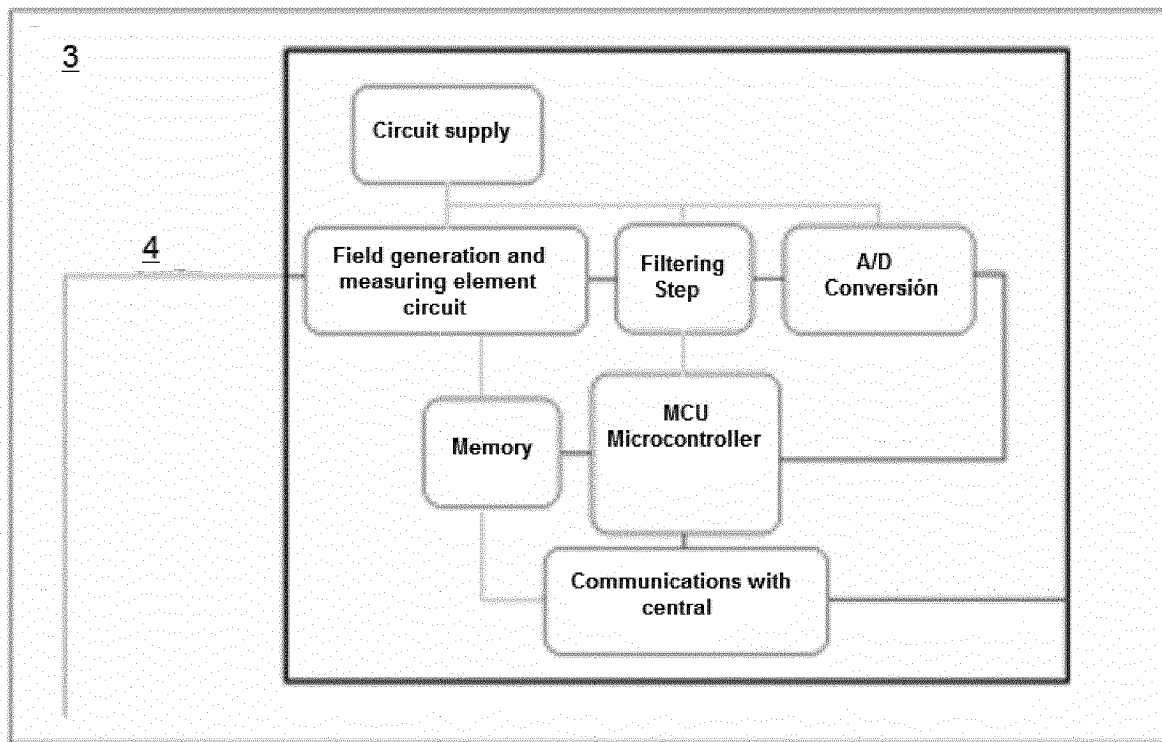 3
Circuit supply
4
Field generation and
measuring element
circuit
Filtering
Step
A/D
Conversión
Memory
MCU
Microcontroller
Communications with
central